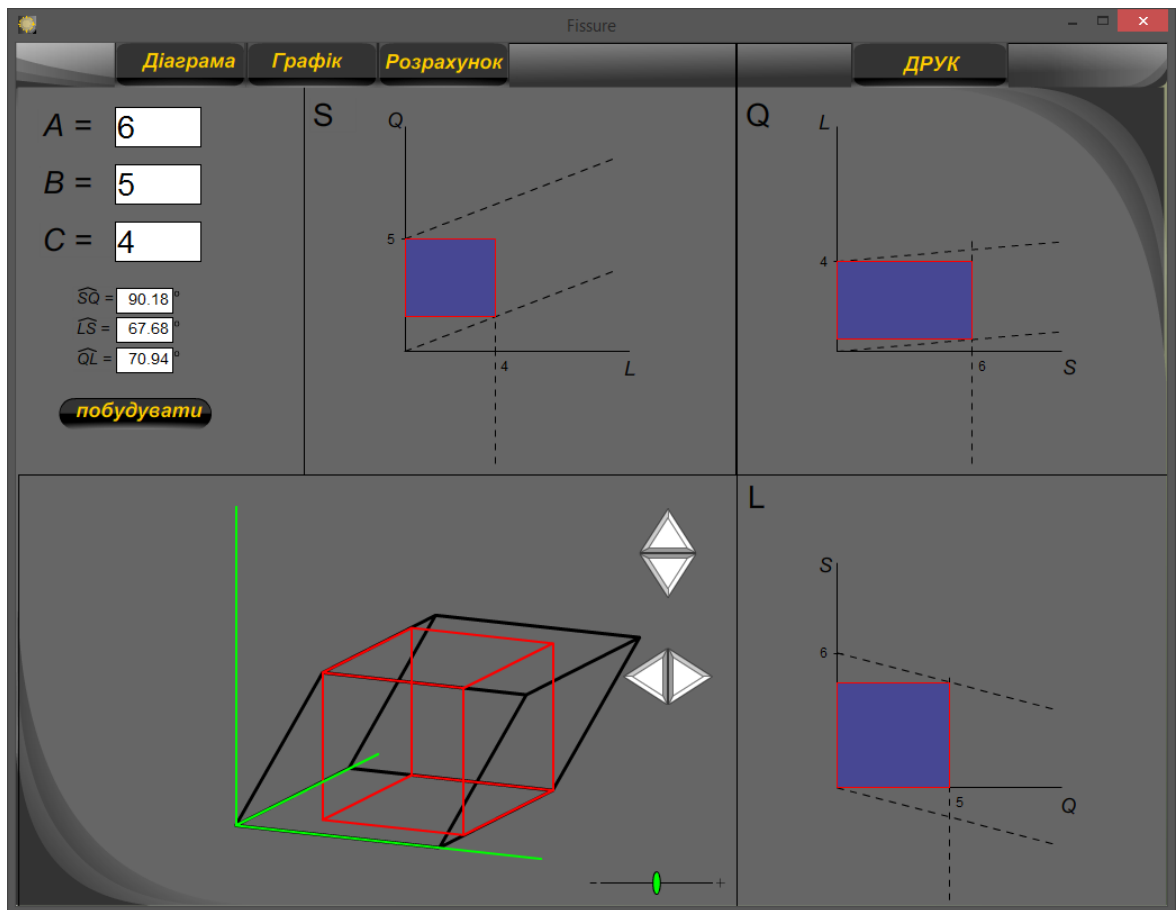 Fissure
Діаграма Графік Розрахунок ДРУК
A = 6
B = 5
C = 4
SQ = 90.18°
LS = 67.68°
QL = 70.94°
побудувати
S
Q
5
4
L
Q
L
4
6
S
- +
L
S
6
5
Q